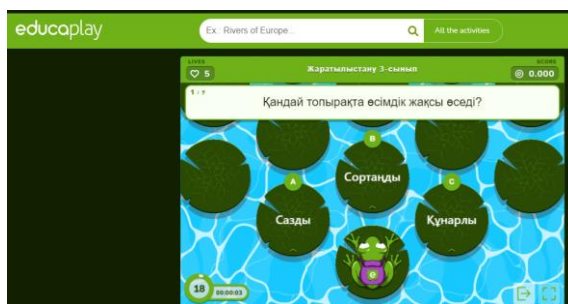 educaplay
Ex.: Rivers of Europe...
All the activities
LIVES
5
Жаратылыстану 3-сынып
SCORE
0.000
1 / 7
Қандай топырақта өсімдік жақсы өседі?
B
Сортаңды
A
Сазды
C
Құнарлы
e
18
00:00:03